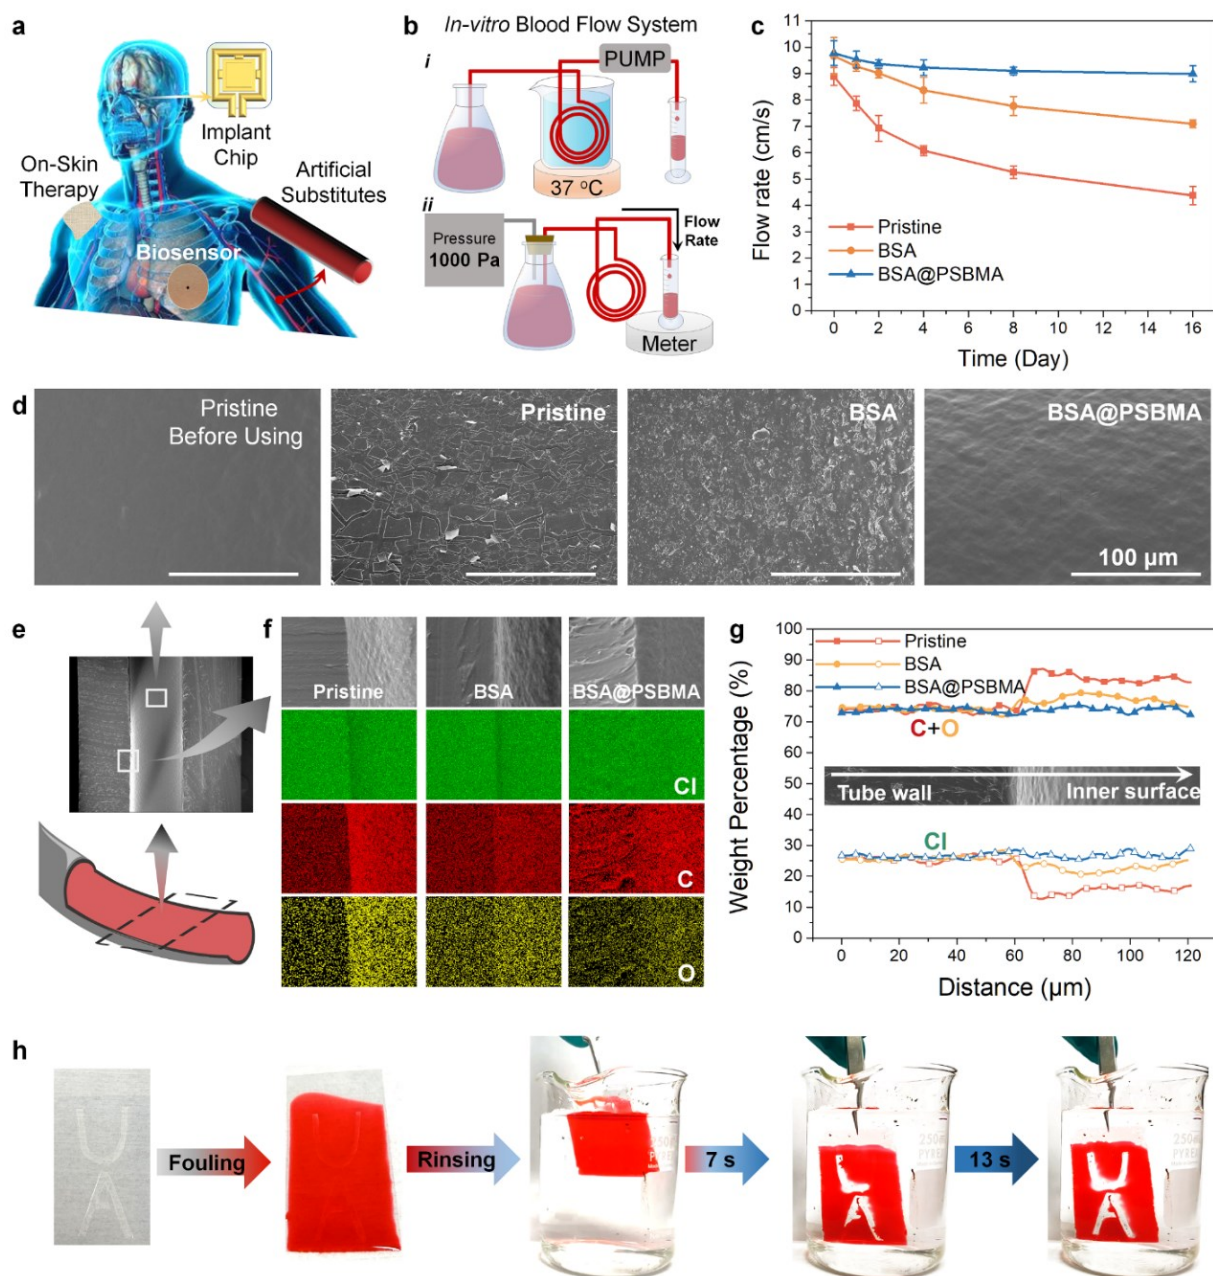 a
Implant
Chip
On-Skin
Therapy
Artificial
Substitutes
Biosensor
b
In-vitro Blood Flow System
i
PUMP
37 °C
ii
Pressure
1000 Pa
Flow
Rate
Meter
c
11
10
9
8
7
6
5
4
3
2
1
0
Flow rate (cm/s)
Pristine
BSA
BSA@PSBMA
0 2 4 6 8 10 12 14 16
Time (Day)
d
Pristine
Before Using
Pristine
BSA
BSA@PSBMA
100 µm
e
f
Pristine
BSA
BSA@PSBMA
Cl
C
O
g
100
90
80
70
60
50
40
30
20
10
0
Weight Percentage (%)
Pristine
BSA
BSA@PSBMA
C+O
Tube wall
Inner surface
Cl
0 20 40 60 80 100 120
Distance (µm)
h
U
A
Fouling
U
A
Rinsing
7 s
U
A
250
PYREX
13 s
U
A
250
PYREX